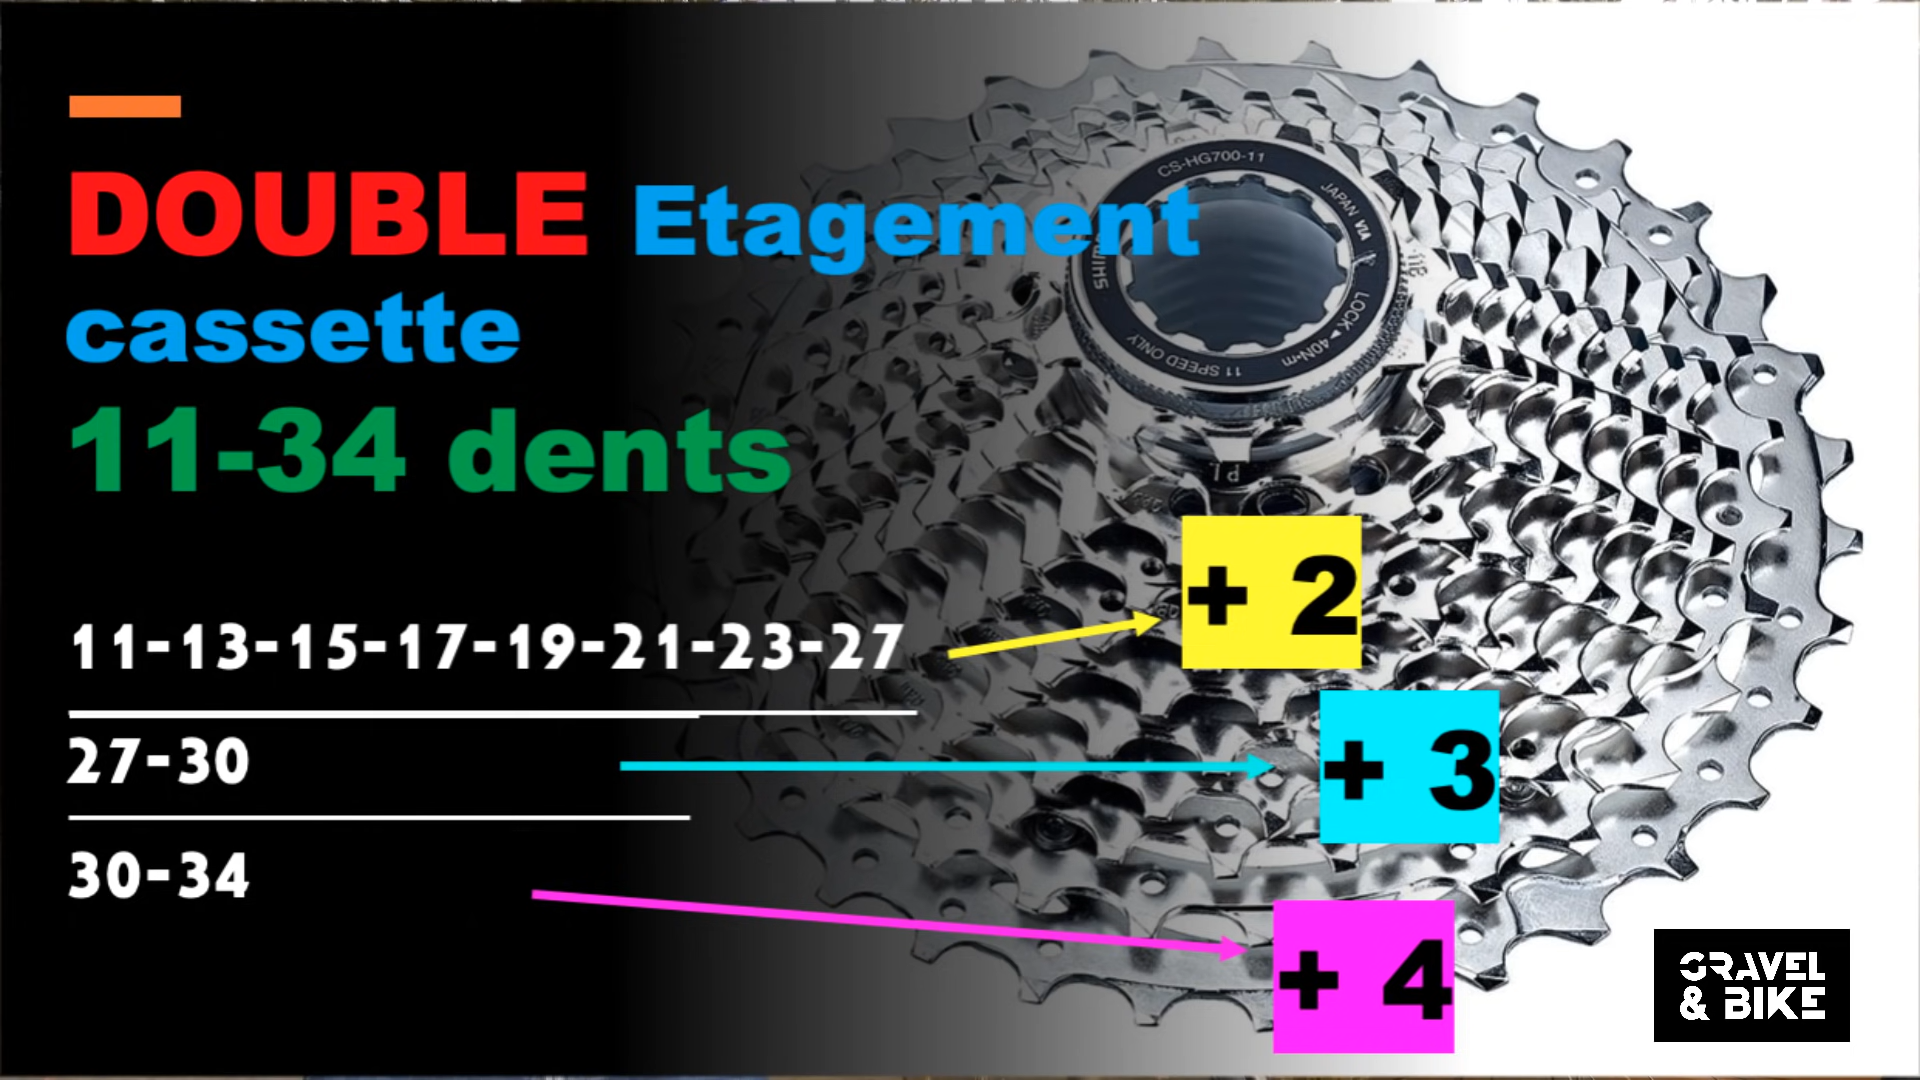 DOUBLE Etagement
cassette
11-34 dents
CS-HG700-11
JAPAN VIA
LOCK 40N·m
11 SPEED ONLY
11-13-15-17-19-21-23-27
+ 2
27-30
+ 3
30-34
+ 4
GRAVEL
& BIKE